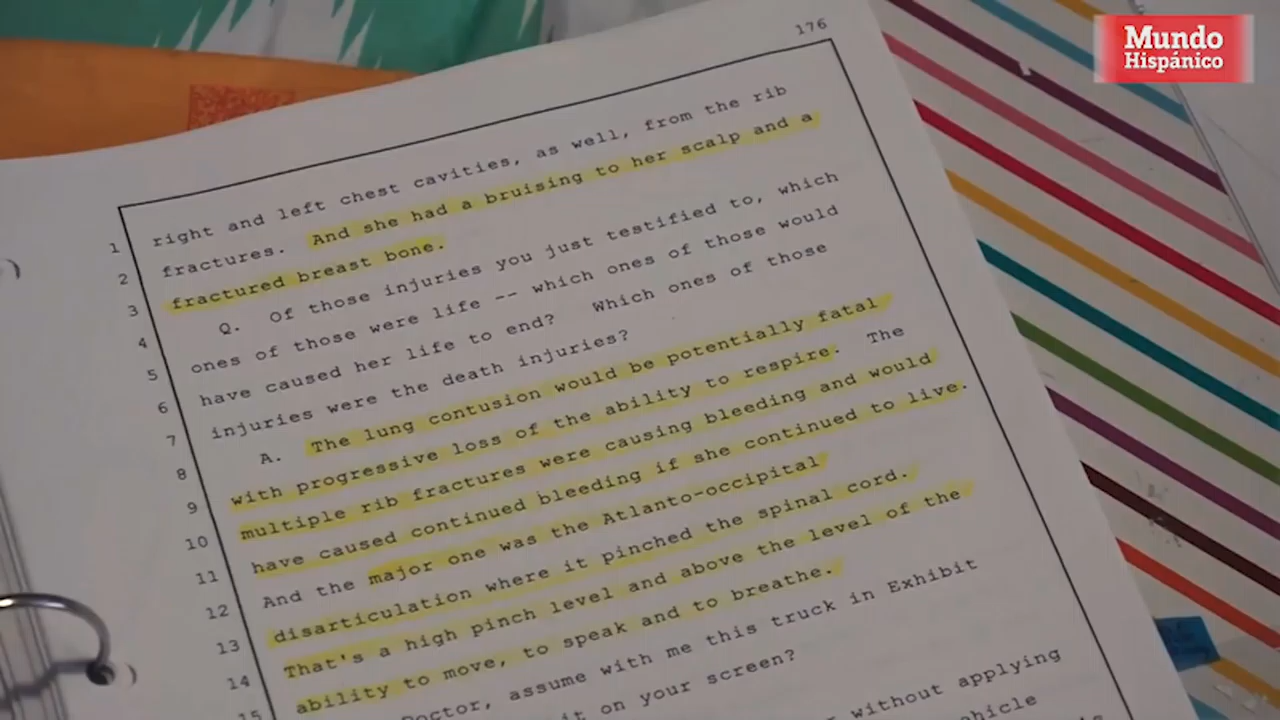 Mundo
Hispánico
176
1 right and left chest cavities, as well, from the rib
2 fractures. And she had a bruising to her scalp and a
3 fractured breast bone.
4 Q. Of those injuries you just testified to, which
5 ones of those were life -- which ones of those would
6 have caused her life to end? Which ones of those
7 injuries were the death injuries?
8 A. The lung contusion would be potentially fatal
9 with progressive loss of the ability to respire. The
10 multiple rib fractures were causing bleeding and would
11 have caused continued bleeding if she continued to live.
12 And the major one was the Atlanto-occipital
13 disarticulation where it pinched the spinal cord.
14 That's a high pinch level and above the level of the
15 ability to move, to speak and to breathe.
Doctor, assume with me this truck in Exhibit
it on your screen?
without applying